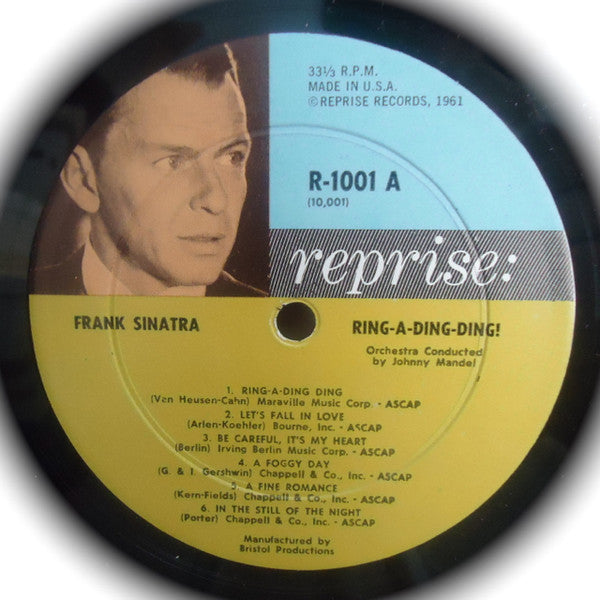 33⅓ R.P.M.
MADE IN U.S.A.
© REPRISE RECORDS, 1961
R-1001 A
(10,001)
reprise:
FRANK SINATRA
RING-A-DING-DING!
Orchestra Conducted
by Johnny Mandel
1. RING-A-DING DING
(Van Heusen-Cahn) Maraville Music Corp. - ASCAP
2. LET'S FALL IN LOVE
(Arlen-Koehler) Bourne, Inc. - ASCAP
3. BE CAREFUL, IT'S MY HEART
(Berlin) Irving Berlin Music Corp. - ASCAP
4. A FOGGY DAY
(G. & I. Gershwin) Chappell & Co., Inc. - ASCAP
5. A FINE ROMANCE
(Kern-Fields) Chappell & Co., Inc. - ASCAP
6. IN THE STILL OF THE NIGHT
(Porter) Chappell & Co., Inc. - ASCAP
Manufactured by
Bristol Productions